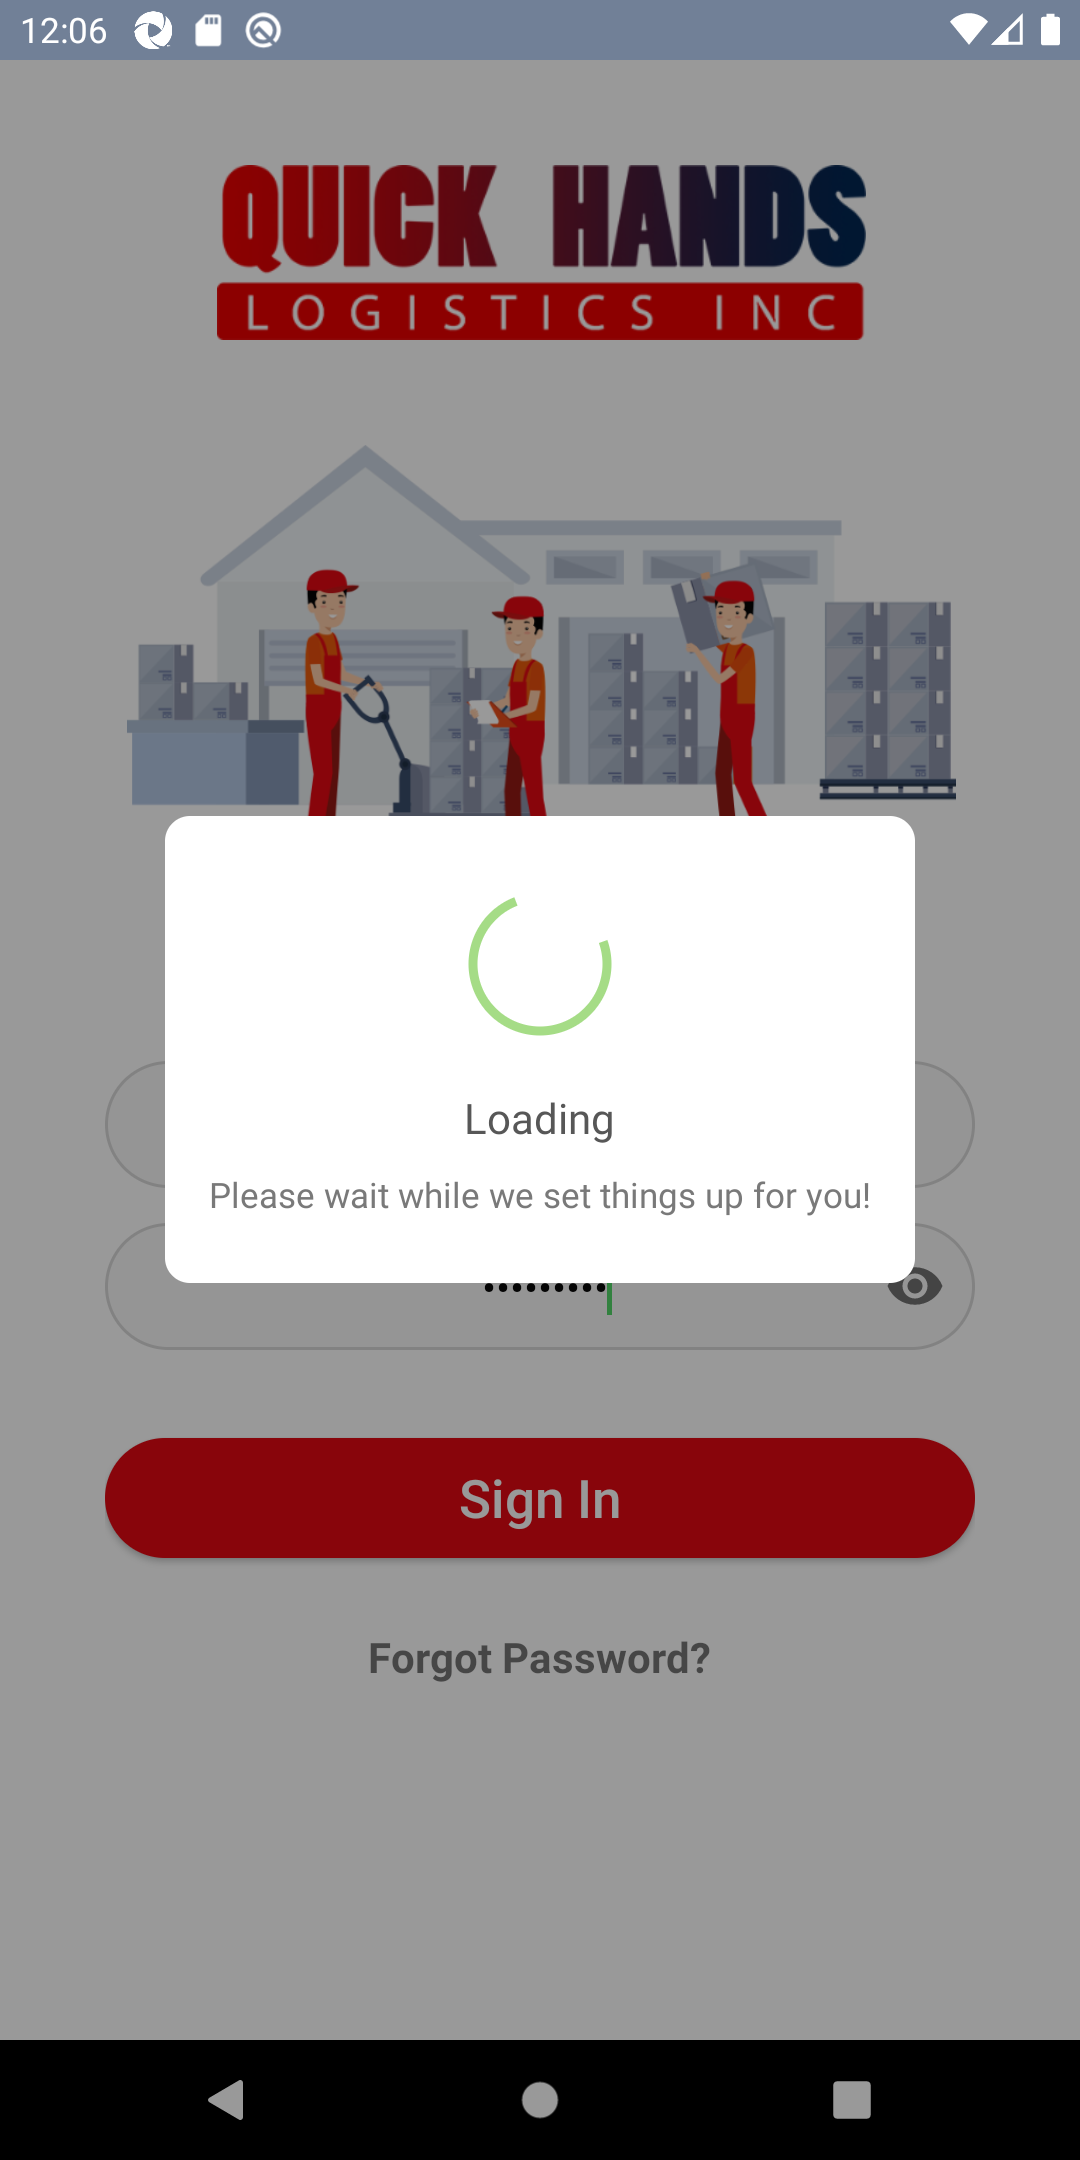 12:06
QUICK HANDS
LOGISTICS INC
Loading
Please wait while we set things up for you!
•••••••••
Sign In
Forgot Password?